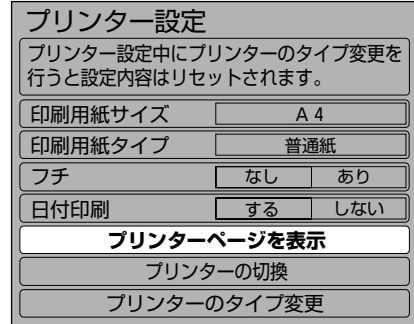 プリンター設定
プリンター設定中にプリンターのタイプ変更を
行うと設定内容はリセットされます。
印刷用紙サイズ A4
印刷用紙タイプ 普通紙
フチ なし あり
日付印刷 する しない
プリンターページを表示
プリンターの切換
プリンターのタイプ変更